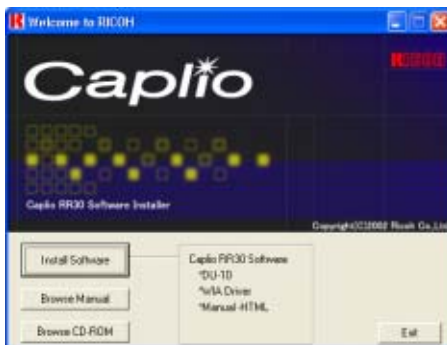 Welcome to RICOH
RICOH
Caplio
Caplio RR30 Software Installer
Copyright(C)2002 Ricoh Co.,Ltd
Install Software
Browse Manual
Browse CD-ROM
Caplio RR30 Software
*DU-10
*WIA Driver
*Manual-HTML
Exit